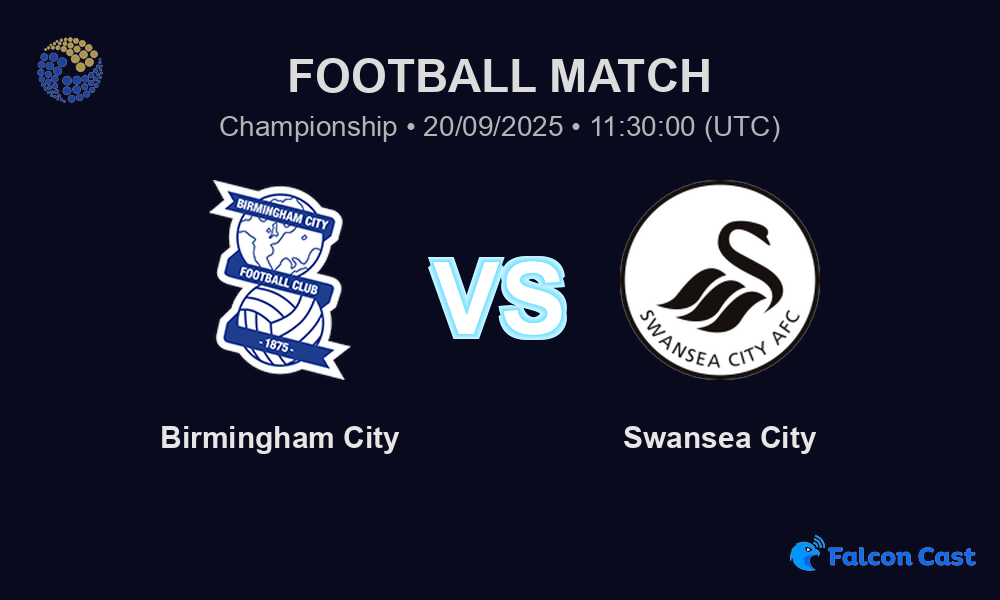 FOOTBALL MATCH
Championship • 20/09/2025 • 11:30:00 (UTC)
BIRMINGHAM CITY
FOOTBALL CLUB
- 1875 -
VS
SWANSEA CITY AFC
Birmingham City
Swansea City
Falcon Cast